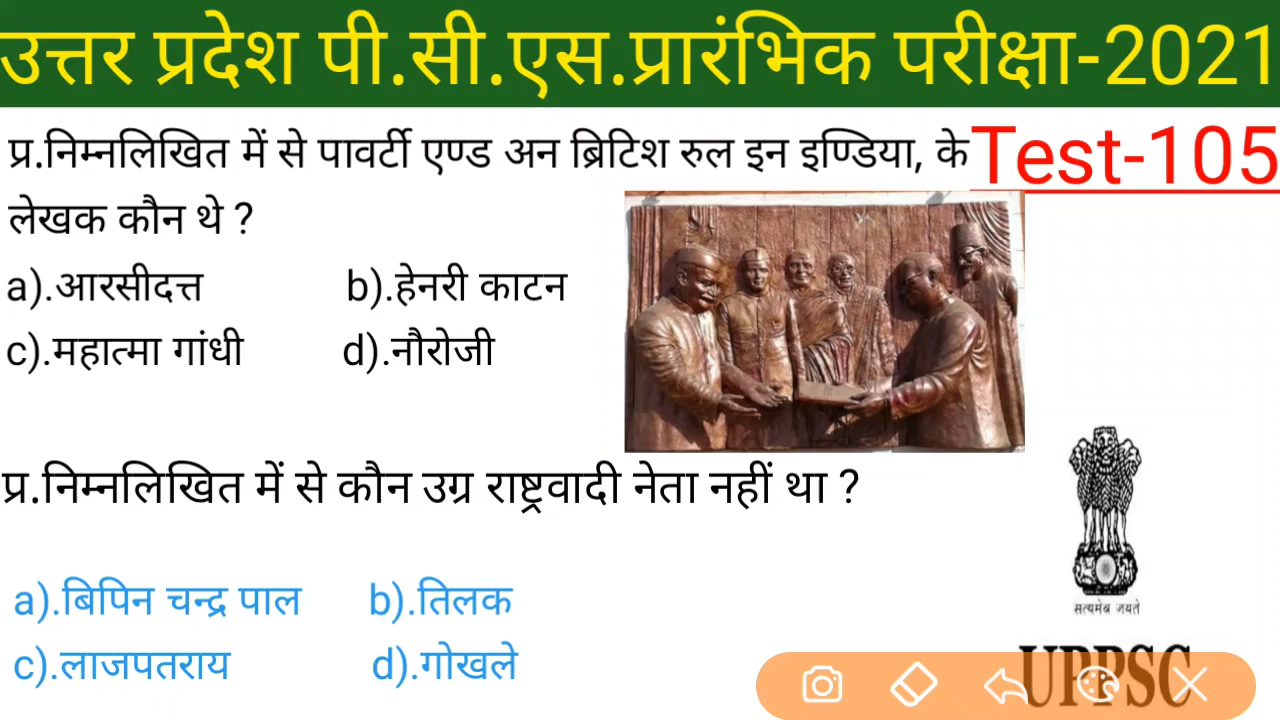 उत्तर प्रदेश पी.सी.एस.प्रारंभिक परीक्षा-2021
प्र.निम्नलिखित में से पावर्टी एण्ड अन ब्रिटिश रुल इन इण्डिया, के
Test-105
लेखक कौन थे ?
a).आरसीदत्त b).हेनरी काटन
c).महात्मा गांधी d).नौरोजी
प्र.निम्नलिखित में से कौन उग्र राष्ट्रवादी नेता नहीं था ?
a).बिपिन चन्द्र पाल b).तिलक
सत्यमेव जयते
c).लाजपतराय d).गोखले
UPPSC